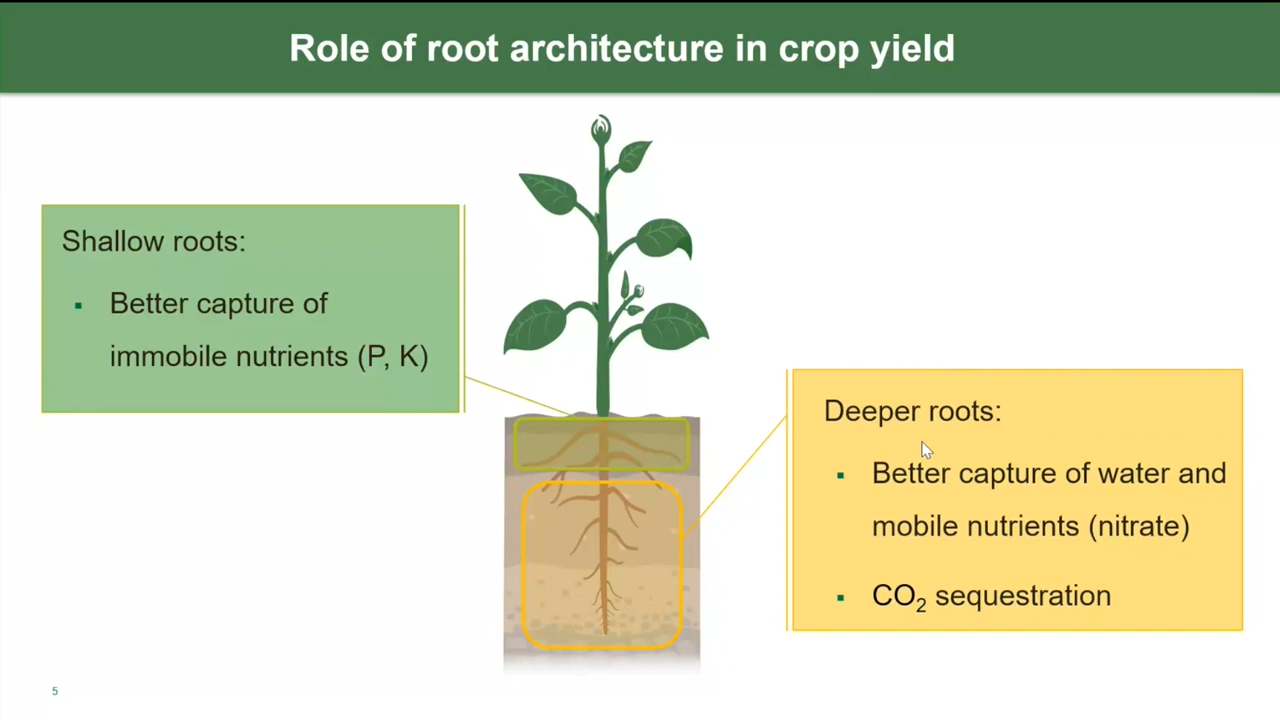 Role of root architecture in crop yield
Shallow roots:
▪ Better capture of
immobile nutrients (P, K)
Deeper roots:
▪ Better capture of water and
mobile nutrients (nitrate)
▪ CO₂ sequestration
5